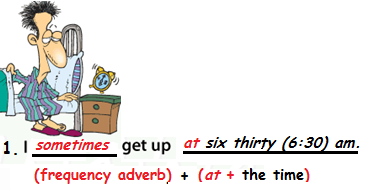 1. I sometimes get up at six thirty (6:30) am.
(frequency adverb) + (at + the time)